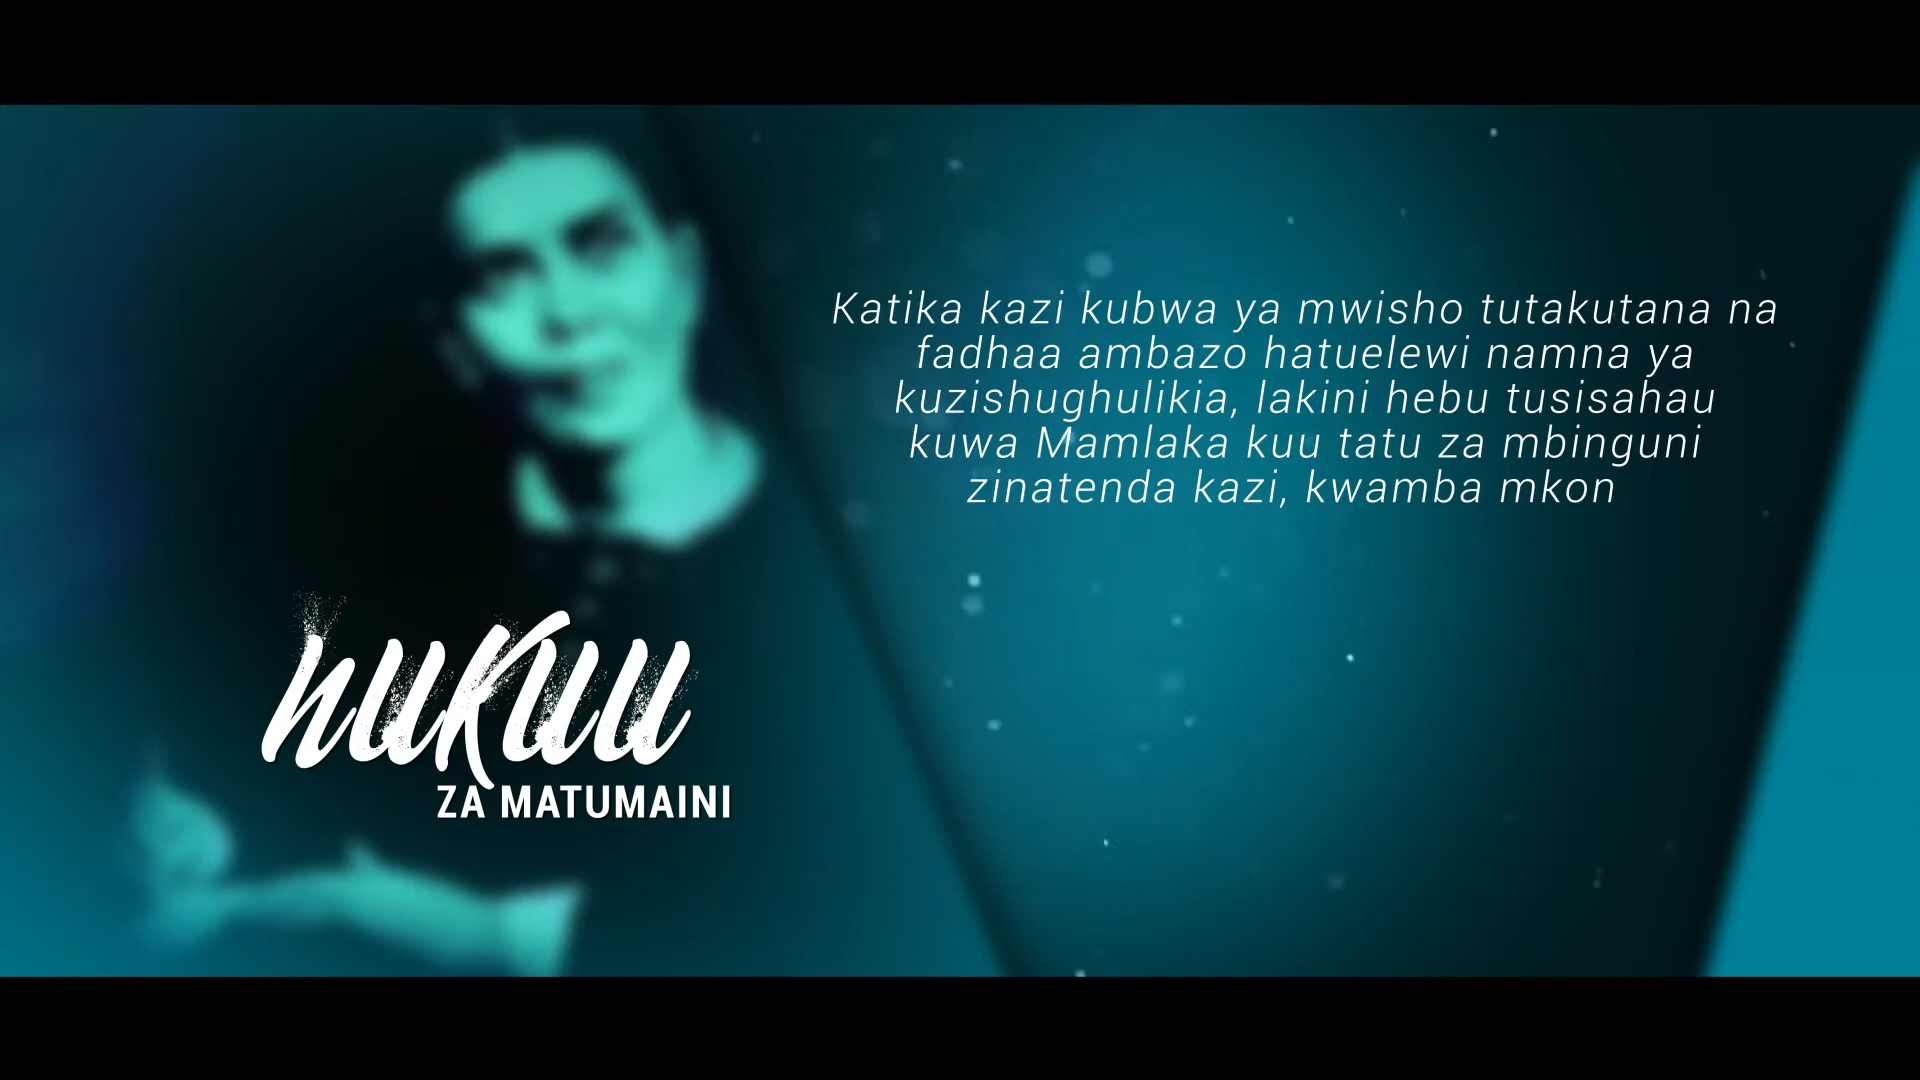 Katika kazi kubwa ya mwisho tutakutana na
fadhaa ambazo hatuelewi namna ya
kuzishughulikia, lakini hebu tusisahau
kuwa Mamlaka kuu tatu za mbinguni
zinatenda kazi, kwamba mkon
nukuu
ZA MATUMAINI